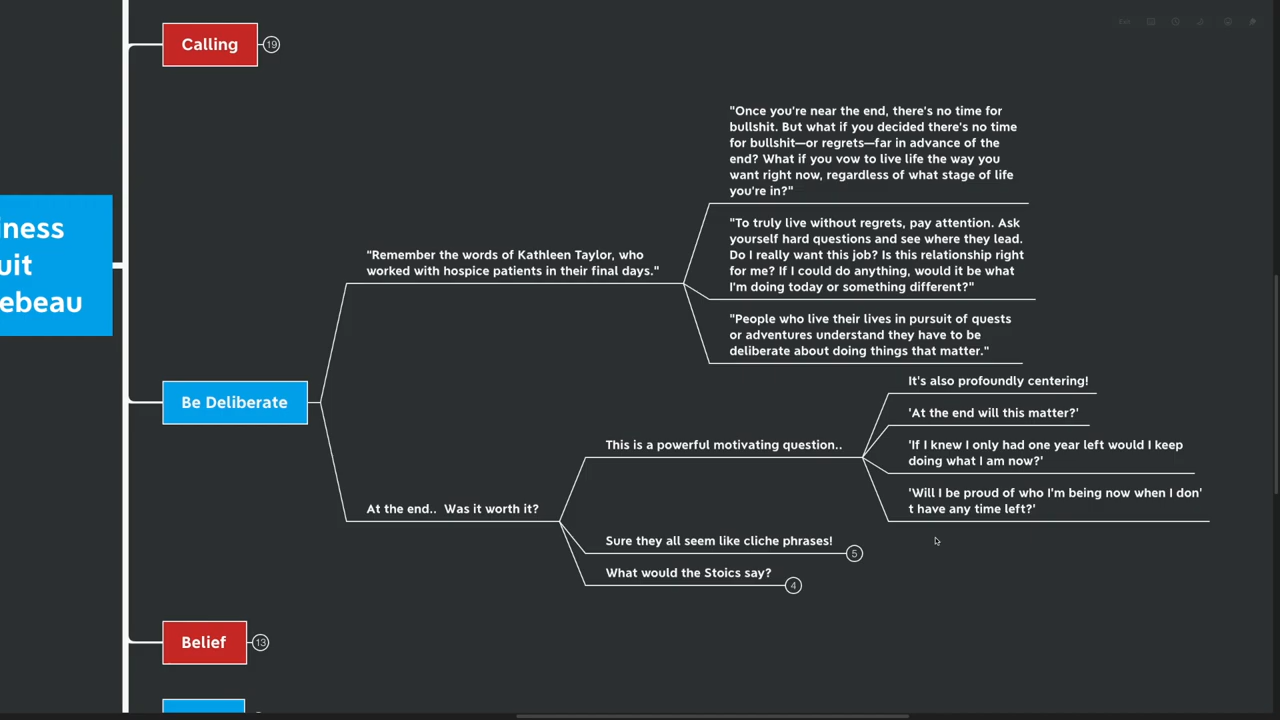 Calling
19
"Once you're near the end, there's no time for
bullshit. But what if you decided there's no time
for bullshit—or regrets—far in advance of the
end? What if you vow to live life the way you
want right now, regardless of what stage of life
you're in?"
"To truly live without regrets, pay attention. Ask
yourself hard questions and see where they lead.
Do I really want this job? Is this relationship right
for me? If I could do anything, would it be what
I'm doing today or something different?"
"People who live their lives in pursuit of quests
or adventures understand they have to be
deliberate about doing things that matter."
"Remember the words of Kathleen Taylor, who
worked with hospice patients in their final days."
iness
uit
ebeau
Be Deliberate
It's also profoundly centering!
'At the end will this matter?'
'If I knew I only had one year left would I keep
doing what I am now?'
'Will I be proud of who I'm being now when I don'
t have any time left?'
This is a powerful motivating question..
At the end..  Was it worth it?
Sure they all seem like cliche phrases!
5
What would the Stoics say?
4
Belief
13